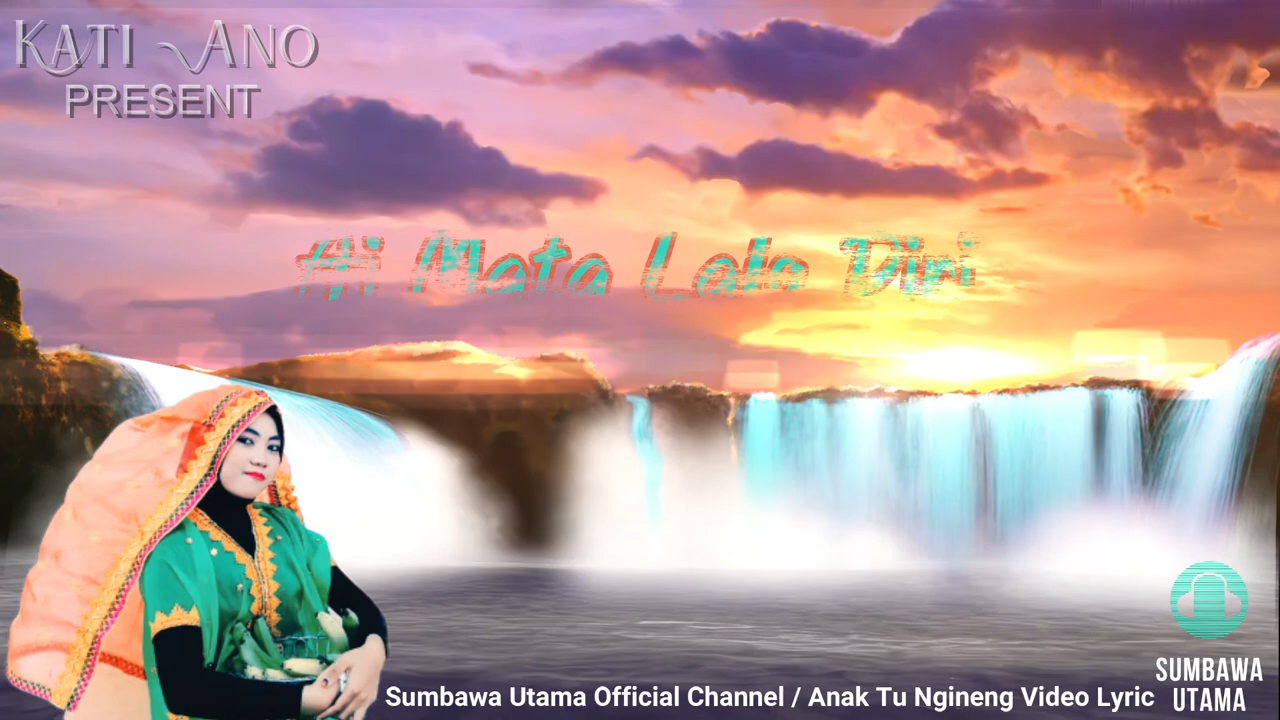 KATI ANO
PRESENT
Ai Mata Lalo Diri
Sumbawa Utama Official Channel / Anak Tu Ngineng Video Lyric
SUMBAWA
UTAMA